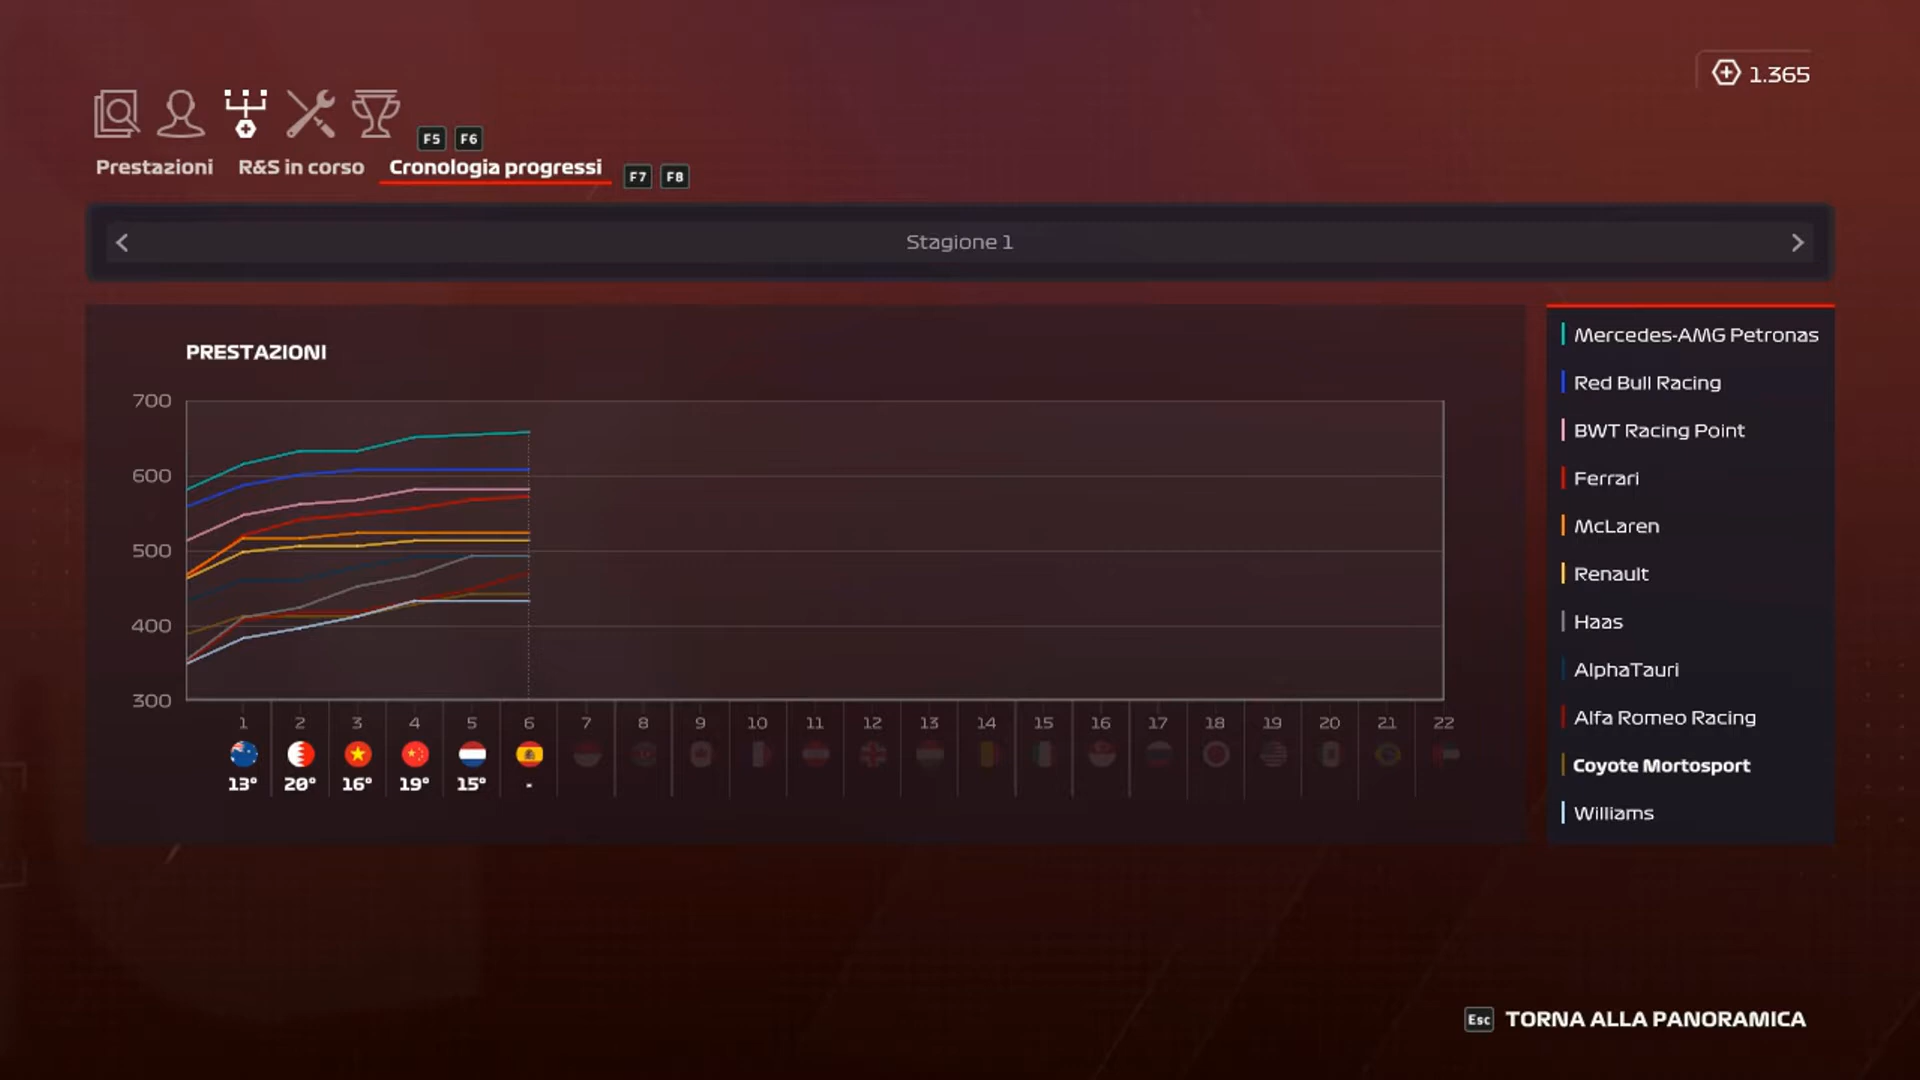 1.365
F5 F6
Prestazioni R&S in corso Cronologia progressi F7 F8
Stagione 1
PRESTAZIONI
700
600
500
400
300
1 2 3 4 5 6 7 8 9 10 11 12 13 14 15 16 17 18 19 20 21 22
13° 20° 16° 19° 15° -
Mercedes-AMG Petronas
Red Bull Racing
BWT Racing Point
Ferrari
McLaren
Renault
Haas
AlphaTauri
Alfa Romeo Racing
Coyote Mortosport
Williams
Esc TORNA ALLA PANORAMICA